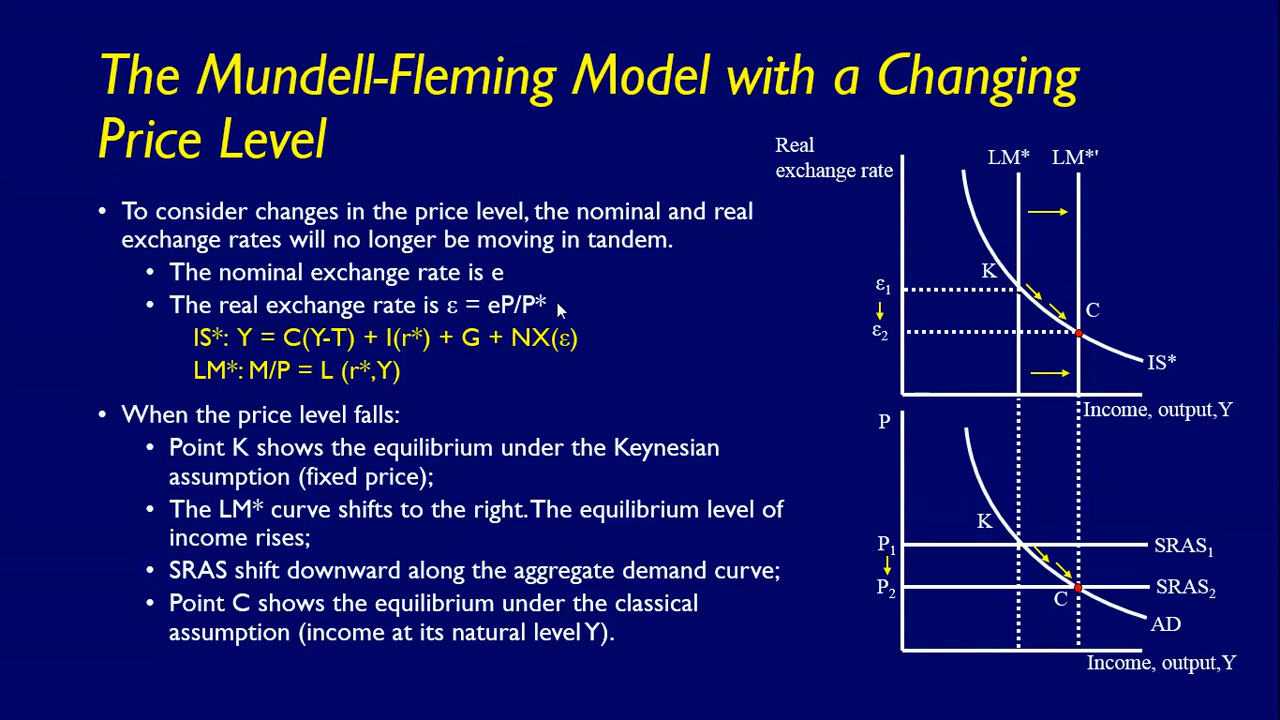 The Mundell-Fleming Model with a Changing
Price Level
• To consider changes in the price level, the nominal and real
exchange rates will no longer be moving in tandem.
• The nominal exchange rate is e
• The real exchange rate is ε = eP/P*
IS*: Y = C(Y-T) + I(r*) + G + NX(ε)
LM*: M/P = L (r*,Y)
• When the price level falls:
• Point K shows the equilibrium under the Keynesian
assumption (fixed price);
• The LM* curve shifts to the right. The equilibrium level of
income rises;
• SRAS shift downward along the aggregate demand curve;
• Point C shows the equilibrium under the classical
assumption (income at its natural level Y).
Real
exchange rate
LM* LM*'
K
ε₁
C
ε₂
IS*
Income, output,Y
P
K
P₁
SRAS₁
P₂
SRAS₂
C
AD
Income, output,Y